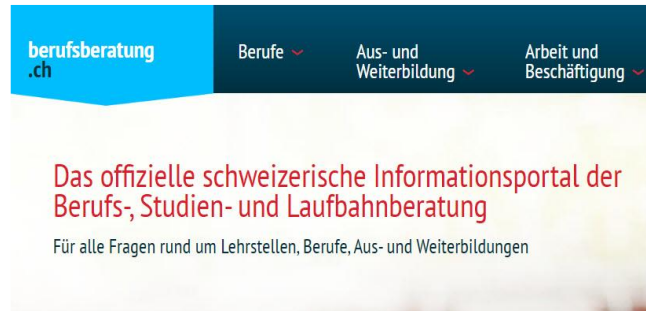 berufsberatung
.ch
Berufe
Aus- und
Weiterbildung
Arbeit und
Beschäftigung
Das offizielle schweizerische Informationsportal der
Berufs-, Studien- und Laufbahnberatung
Für alle Fragen rund um Lehrstellen, Berufe, Aus- und Weiterbildungen